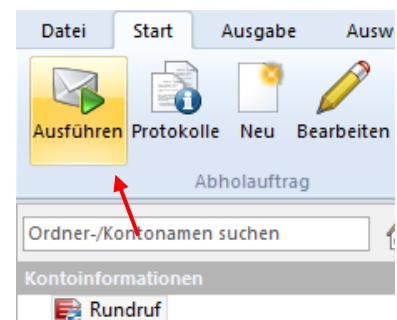 Datei Start Ausgabe Ausw
Ausführen Protokolle Neu Bearbeiten
Abholauftrag
Ordner-/Kontonamen suchen
Kontoinformationen
Rundruf